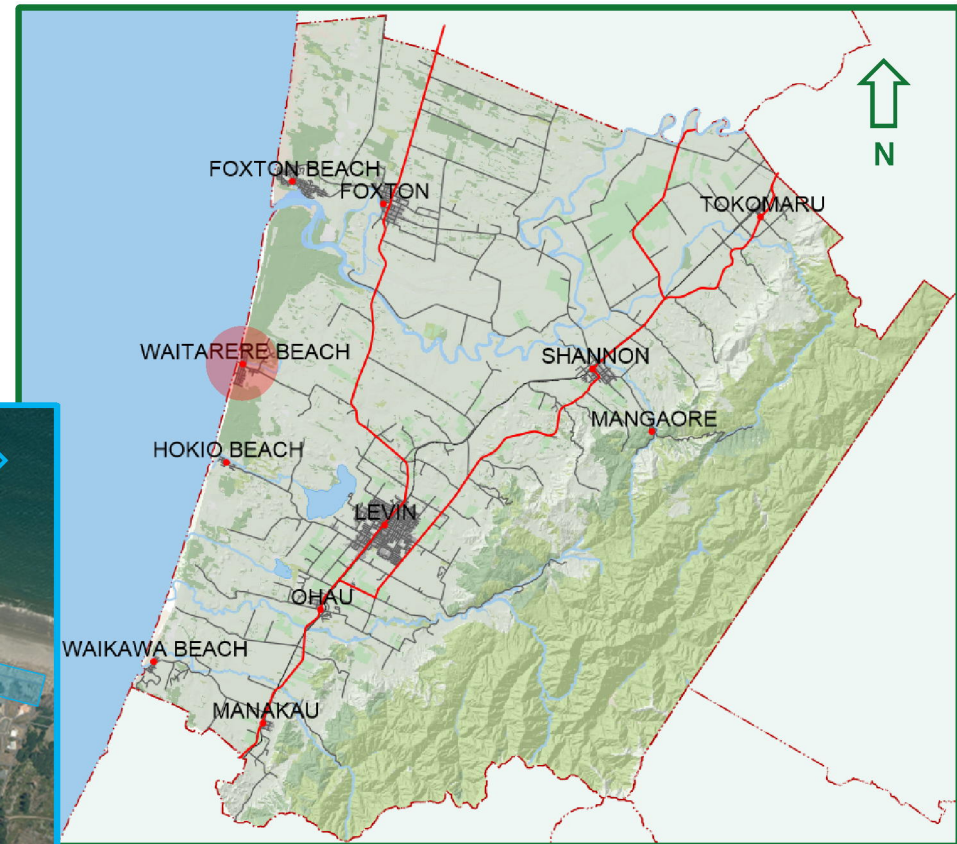 N
FOXTON BEACH
FOXTON
TOKOMARU
WAITARERE BEACH
SHANNON
MANGAORE
HOKIO BEACH
LEVIN
OHAU
WAIKAWA BEACH
MANAKAU